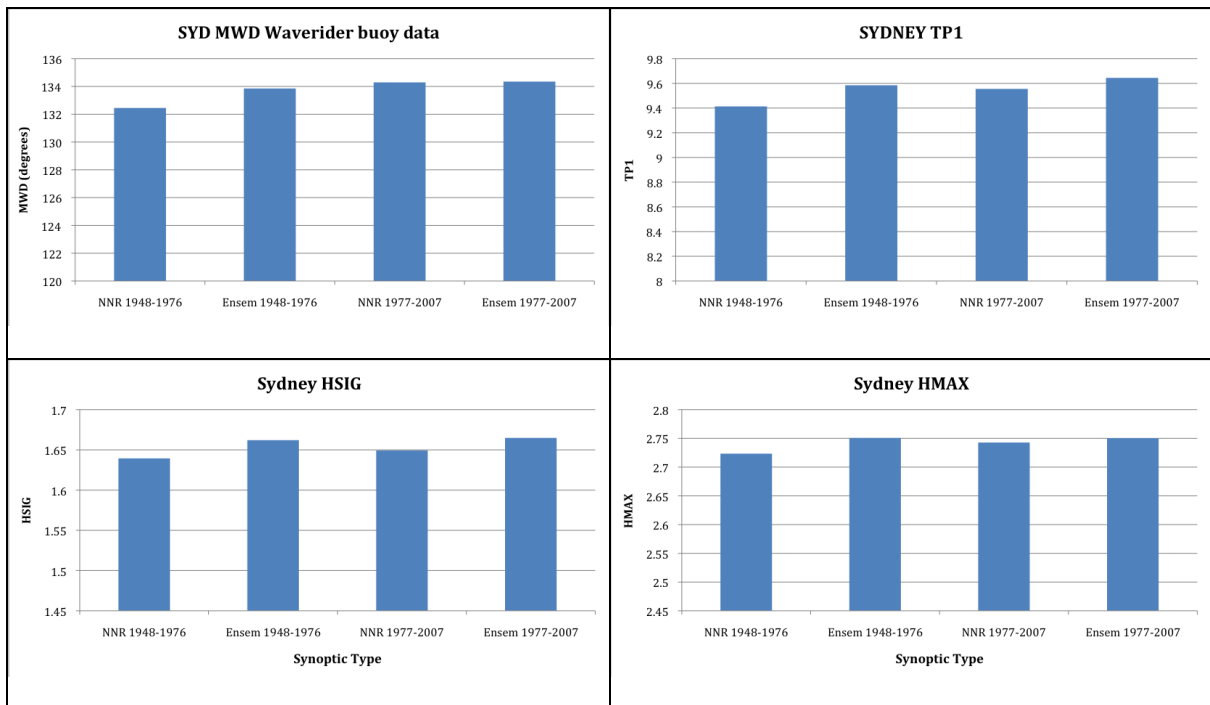 SYD MWD Waverider buoy data
136
134
132
130
128
126
124
122
120
MWD (degrees)
NNR 1948-1976 Ensem 1948-1976 NNR 1977-2007 Ensem 1977-2007
SYDNEY TP1
9.8
9.6
9.4
9.2
9
8.8
8.6
8.4
8.2
8
TP1
NNR 1948-1976 Ensem 1948-1976 NNR 1977-2007 Ensem 1977-2007
Sydney HSIG
1.7
1.65
1.6
1.55
1.5
1.45
HSIG
NNR 1948-1976 Ensem 1948-1976 NNR 1977-2007 Ensem 1977-2007
Synoptic Type
Sydney HMAX
2.8
2.75
2.7
2.65
2.6
2.55
2.5
2.45
HMAX
NNR 1948-1976 Ensem 1948-1976 NNR 1977-2007 Ensem 1977-2007
Synoptic Type